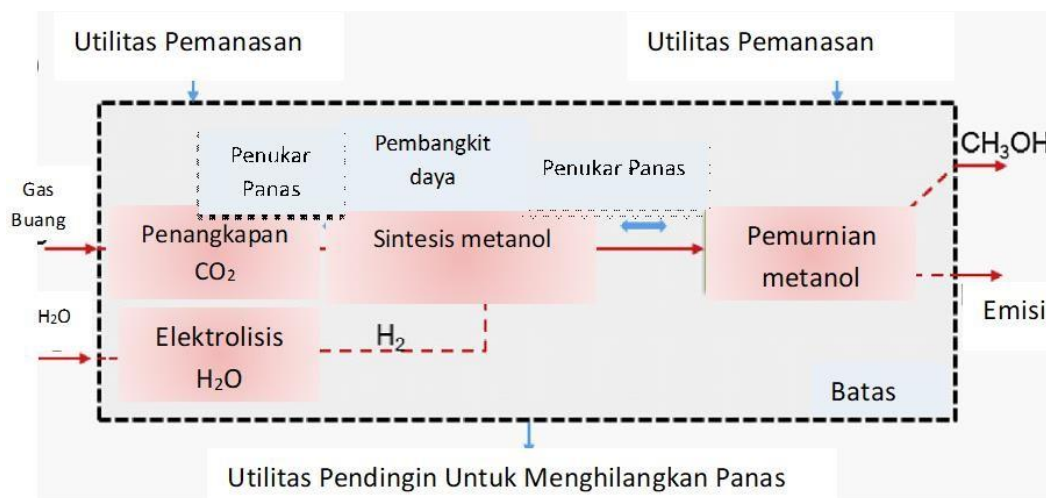 Utilitas Pemanasan
Utilitas Pemanasan
Penukar
Panas
Pembangkit
daya
Penukar Panas
CH₃OH
Gas
Buang
Penangkapan
CO₂
Sintesis metanol
Pemurnian
metanol
H₂O
Elektrolisis
H₂O
H₂
Emisi
Batas
Utilitas Pendingin Untuk Menghilangkan Panas